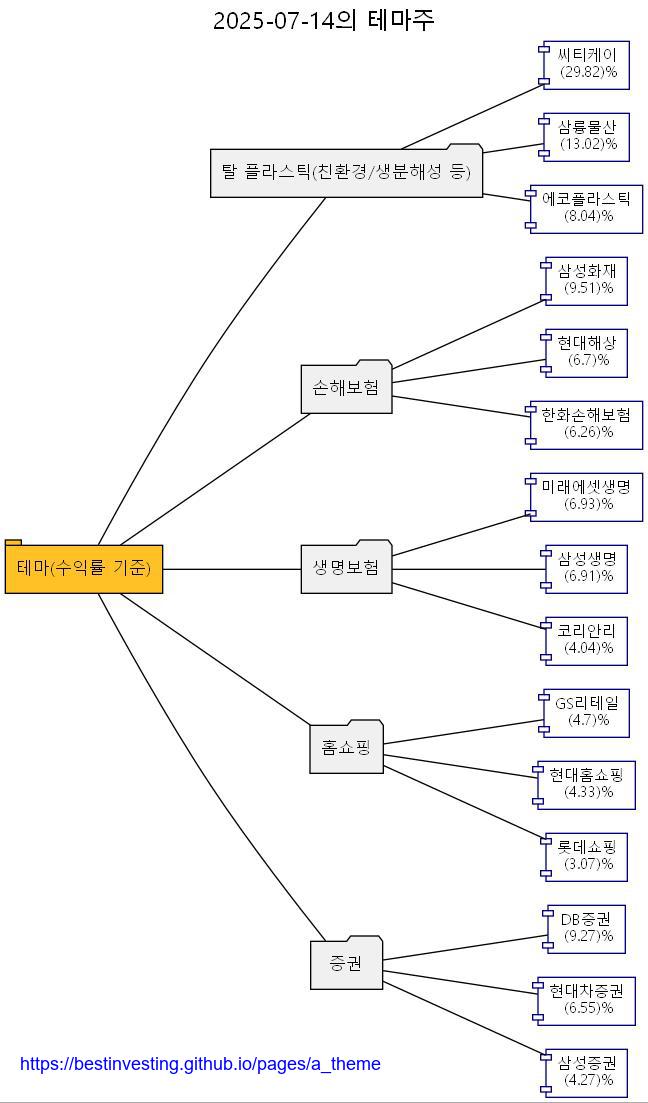 2025-07-14의 테마주
씨티케이
(29.82)%
삼륭물산
(13.02)%
탈 플라스틱(친환경/생분해성 등)
에코플라스틱
(8.04)%
삼성화재
(9.51)%
현대해상
(6.7)%
손해보험
한화손해보험
(6.26)%
미래에셋생명
(6.93)%
테마(수익률 기준)
생명보험
삼성생명
(6.91)%
코리안리
(4.04)%
GS리테일
(4.7)%
홈쇼핑
현대홈쇼핑
(4.33)%
롯데쇼핑
(3.07)%
DB증권
(9.27)%
증권
현대차증권
(6.55)%
삼성증권
(4.27)%
https://bestinvesting.github.io/pages/a_theme